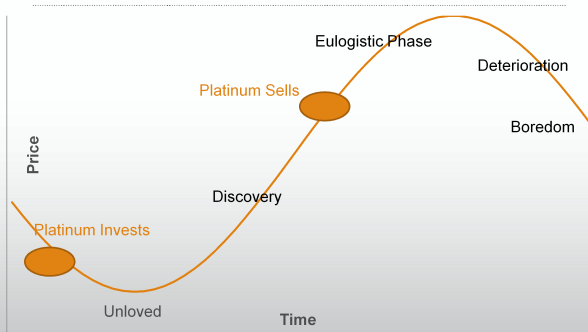 Eulogistic Phase
Deterioration
Platinum Sells
Boredom
Price
Discovery
Platinum Invests
Unloved
Time